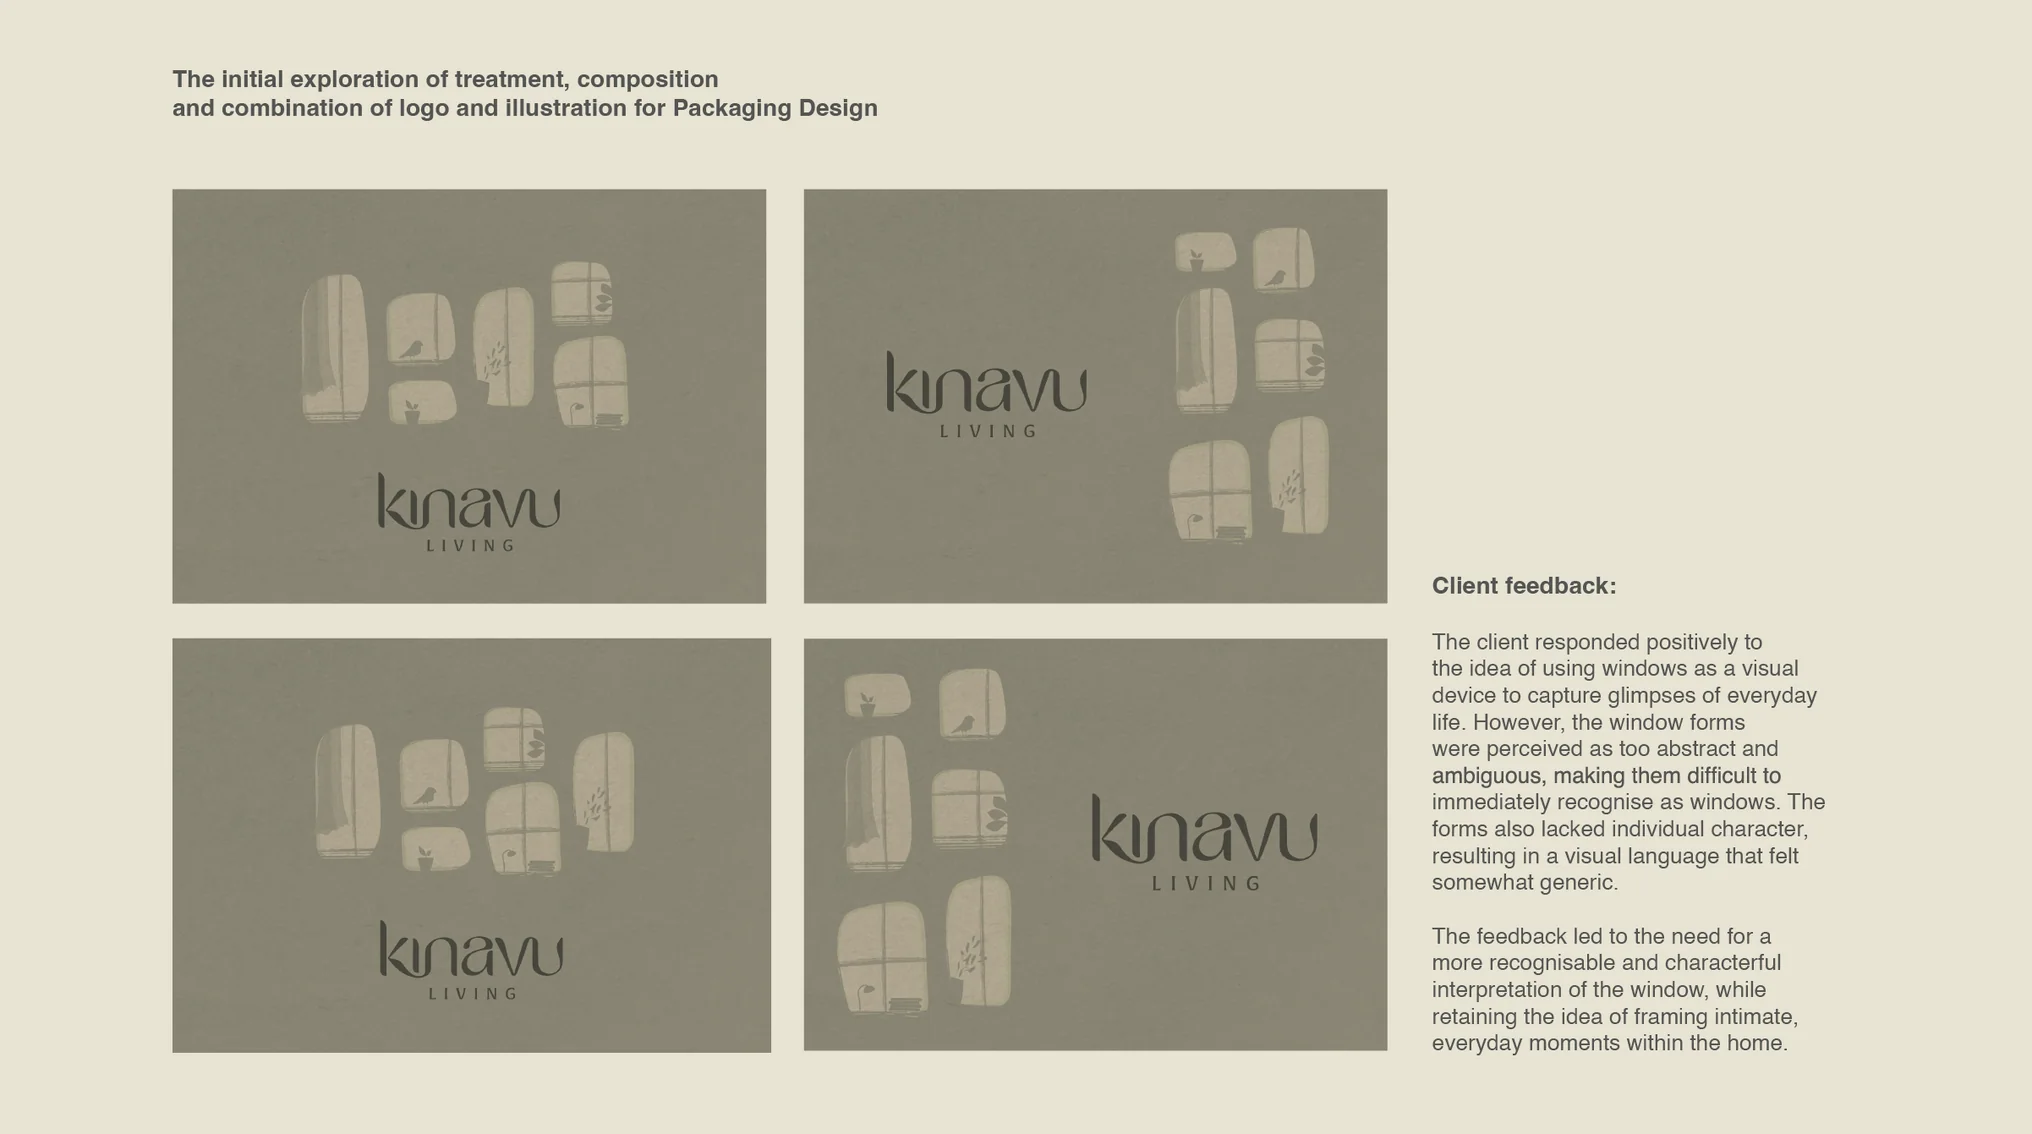 The initial exploration of treatment, composition
and combination of logo and illustration for Packaging Design
kinavu
LIVING
kinavu
LIVING
kinavu
LIVING
kinavu
LIVING
Client feedback:
The client responded positively to
the idea of using windows as a visual
device to capture glimpses of everyday
life. However, the window forms
were perceived as too abstract and
ambiguous, making them difficult to
immediately recognise as windows. The
forms also lacked individual character,
resulting in a visual language that felt
somewhat generic.
The feedback led to the need for a
more recognisable and characterful
interpretation of the window, while
retaining the idea of framing intimate,
everyday moments within the home.